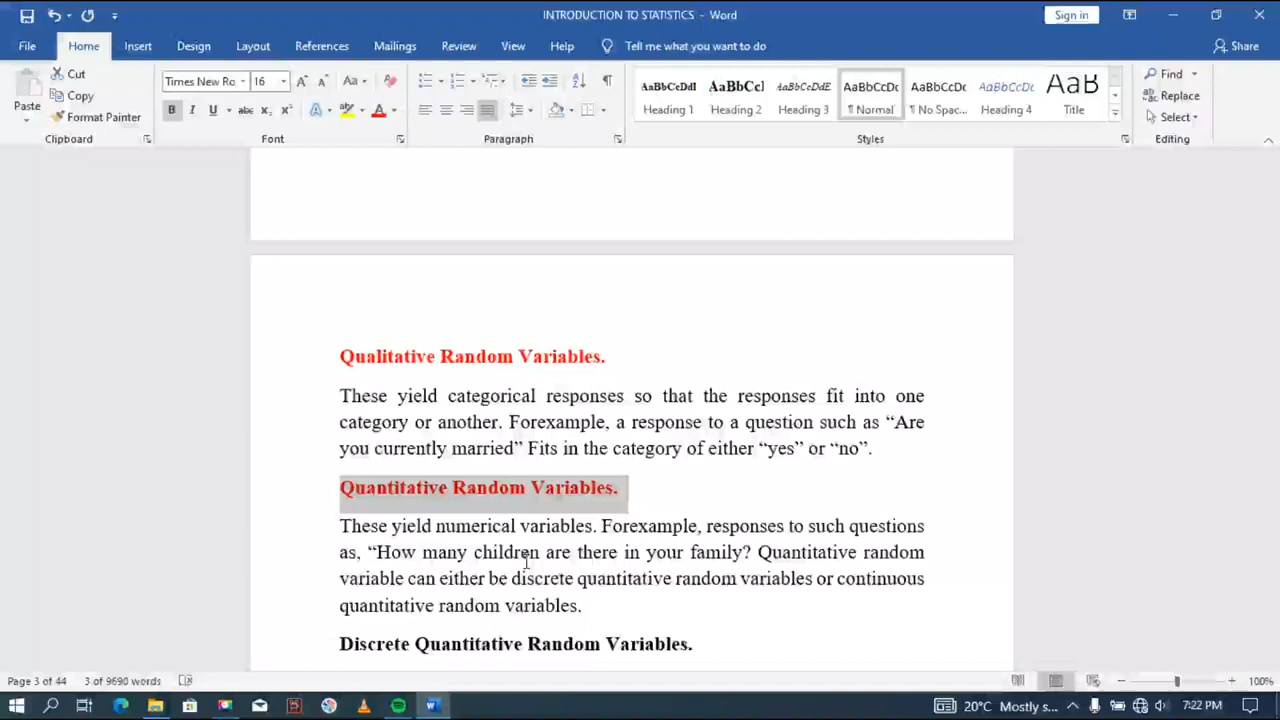 INTRODUCTION TO STATISTICS - Word
Sign in
File Home Insert Design Layout References Mailings Review View Help Tell me what you want to do Share
Paste
Cut
Copy
Format Painter
Clipboard
Times New Ro 16
Font
Paragraph
AaBbCcDdI AaBbCcI AaBbCcDdE AaBbCcDc AaBbCcDc AaBbCcDc AaB
Heading 1 Heading 2 Heading 3 ¶ Normal ¶ No Spac... Heading 4 Title
Styles
Find
Replace
Select
Editing
Qualitative Random Variables.
These yield categorical responses so that the responses fit into one
category or another. Forexample, a response to a question such as “Are
you currently married” Fits in the category of either “yes” or “no”.
Quantitative Random Variables.
These yield numerical variables. Forexample, responses to such questions
as, “How many children are there in your family? Quantitative random
variable can either be discrete quantitative random variables or continuous
quantitative random variables.
Discrete Quantitative Random Variables.
Page 3 of 44 3 of 9690 words 100%
20°C Mostly s... 7:22 PM